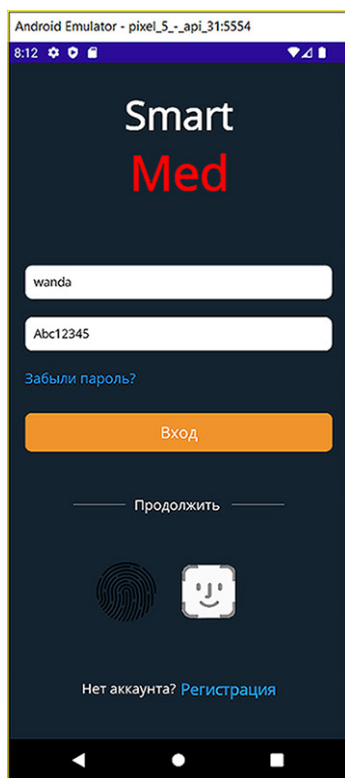 Android Emulator - pixel_5_-_api_31:5554
8:12
Smart
Med
wanda
Abc12345
Забыли пароль?
Вход
Продолжить
Нет аккаунта? Регистрация